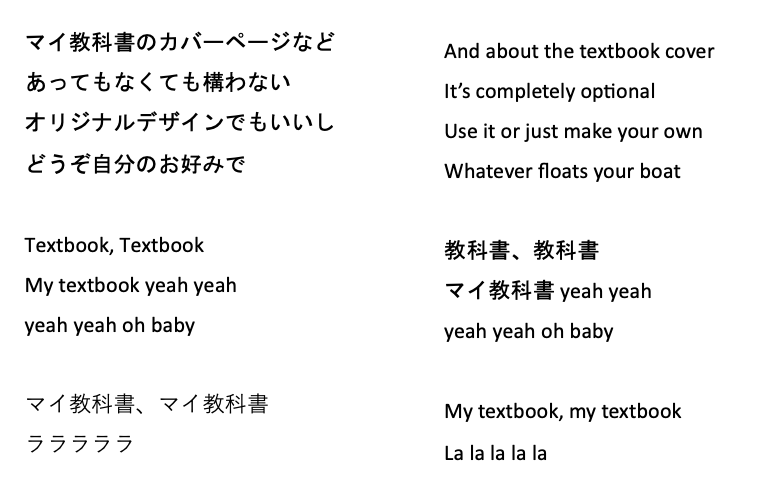 マイ教科書のカバーページなど
あってもなくても構わない
オリジナルデザインでもいいし
どうぞ自分のお好みで
Textbook, Textbook
My textbook yeah yeah
yeah yeah oh baby
マイ教科書、マイ教科書
ラララララ
And about the textbook cover
It’s completely optional
Use it or just make your own
Whatever floats your boat
教科書、教科書
マイ教科書 yeah yeah
yeah yeah oh baby
My textbook, my textbook
La la la la la